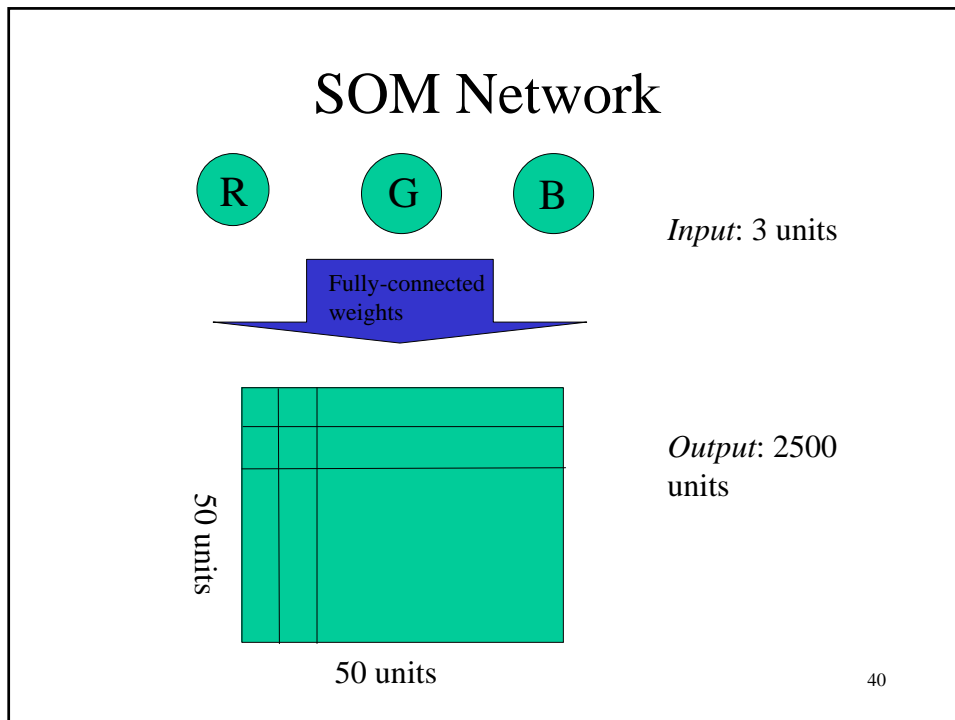 SOM Network
R G B
Input: 3 units
Fully-connected
weights
Output: 2500
units
50 units
50 units
40